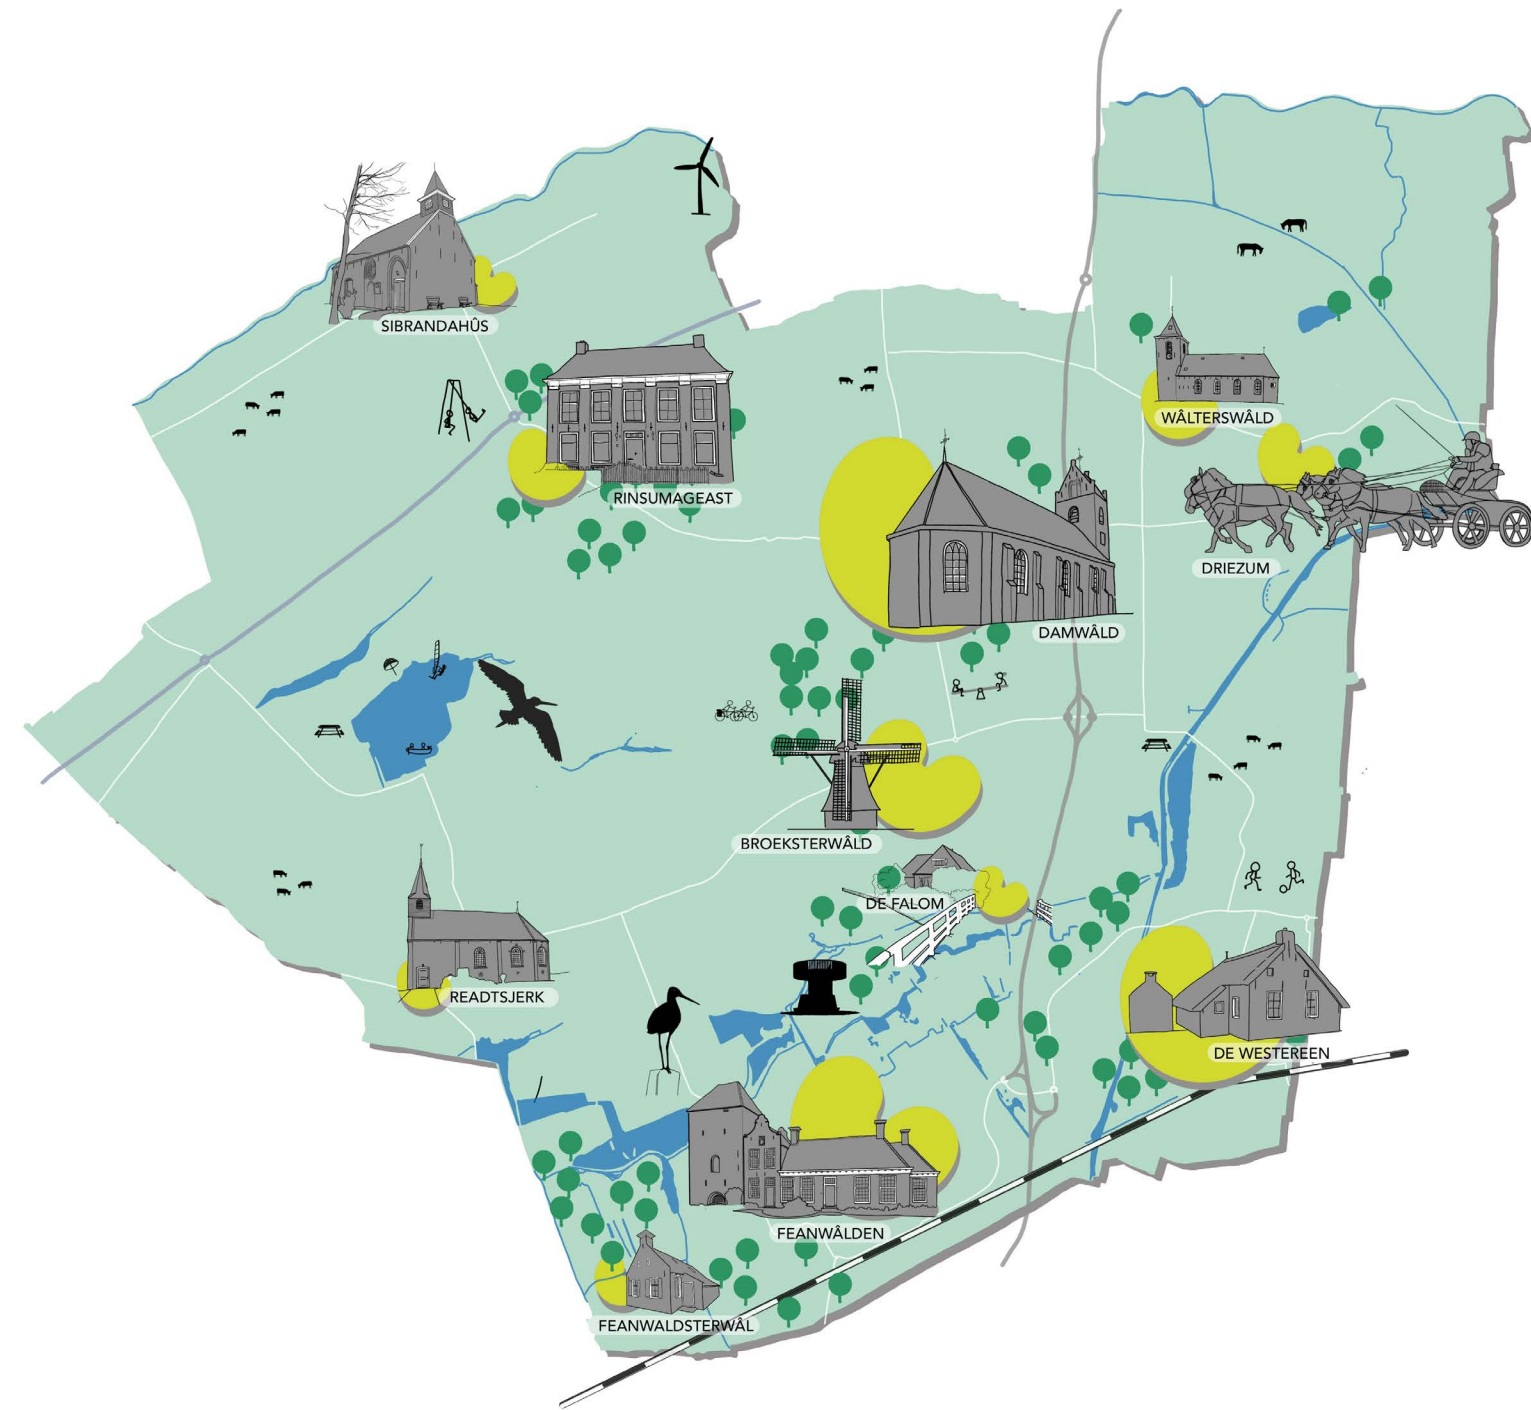 SIBRANDAHÛS
RINSUMAGEAST
WÂLTERSWÂLD
DRIEZUM
DAMWÂLD
BROEKSTERWÂLD
DE FALOM
READTSJERK
DE WESTEREEN
FEANWÂLDEN
FEANWALDSTERWÂL